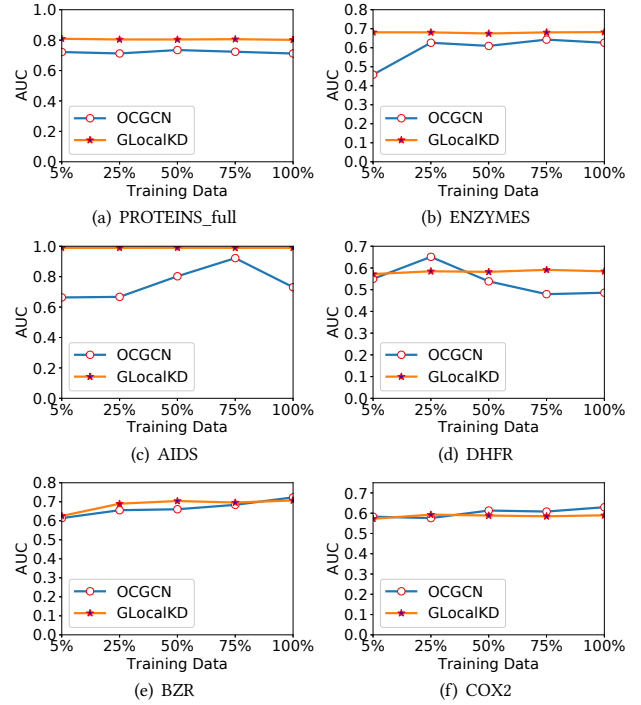 1.0
0.8
0.6
0.4
0.2
0.0
AUC
OCGCN
GLocalKD
5% 25% 50% 75% 100%
Training Data
(a) PROTEINS_full
0.8
0.7
0.6
0.5
0.4
0.3
0.2
0.1
0.0
AUC
OCGCN
GLocalKD
5% 25% 50% 75% 100%
Training Data
(b) ENZYMES
1.0
0.8
0.6
0.4
0.2
0.0
AUC
OCGCN
GLocalKD
5% 25% 50% 75% 100%
Training Data
(c) AIDS
0.7
0.6
0.5
0.4
0.3
0.2
0.1
0.0
AUC
OCGCN
GLocalKD
5% 25% 50% 75% 100%
Training Data
(d) DHFR
0.8
0.7
0.6
0.5
0.4
0.3
0.2
0.1
0.0
AUC
OCGCN
GLocalKD
5% 25% 50% 75% 100%
Training Data
(e) BZR
0.7
0.6
0.5
0.4
0.3
0.2
0.1
0.0
AUC
OCGCN
GLocalKD
5% 25% 50% 75% 100%
Training Data
(f) COX2